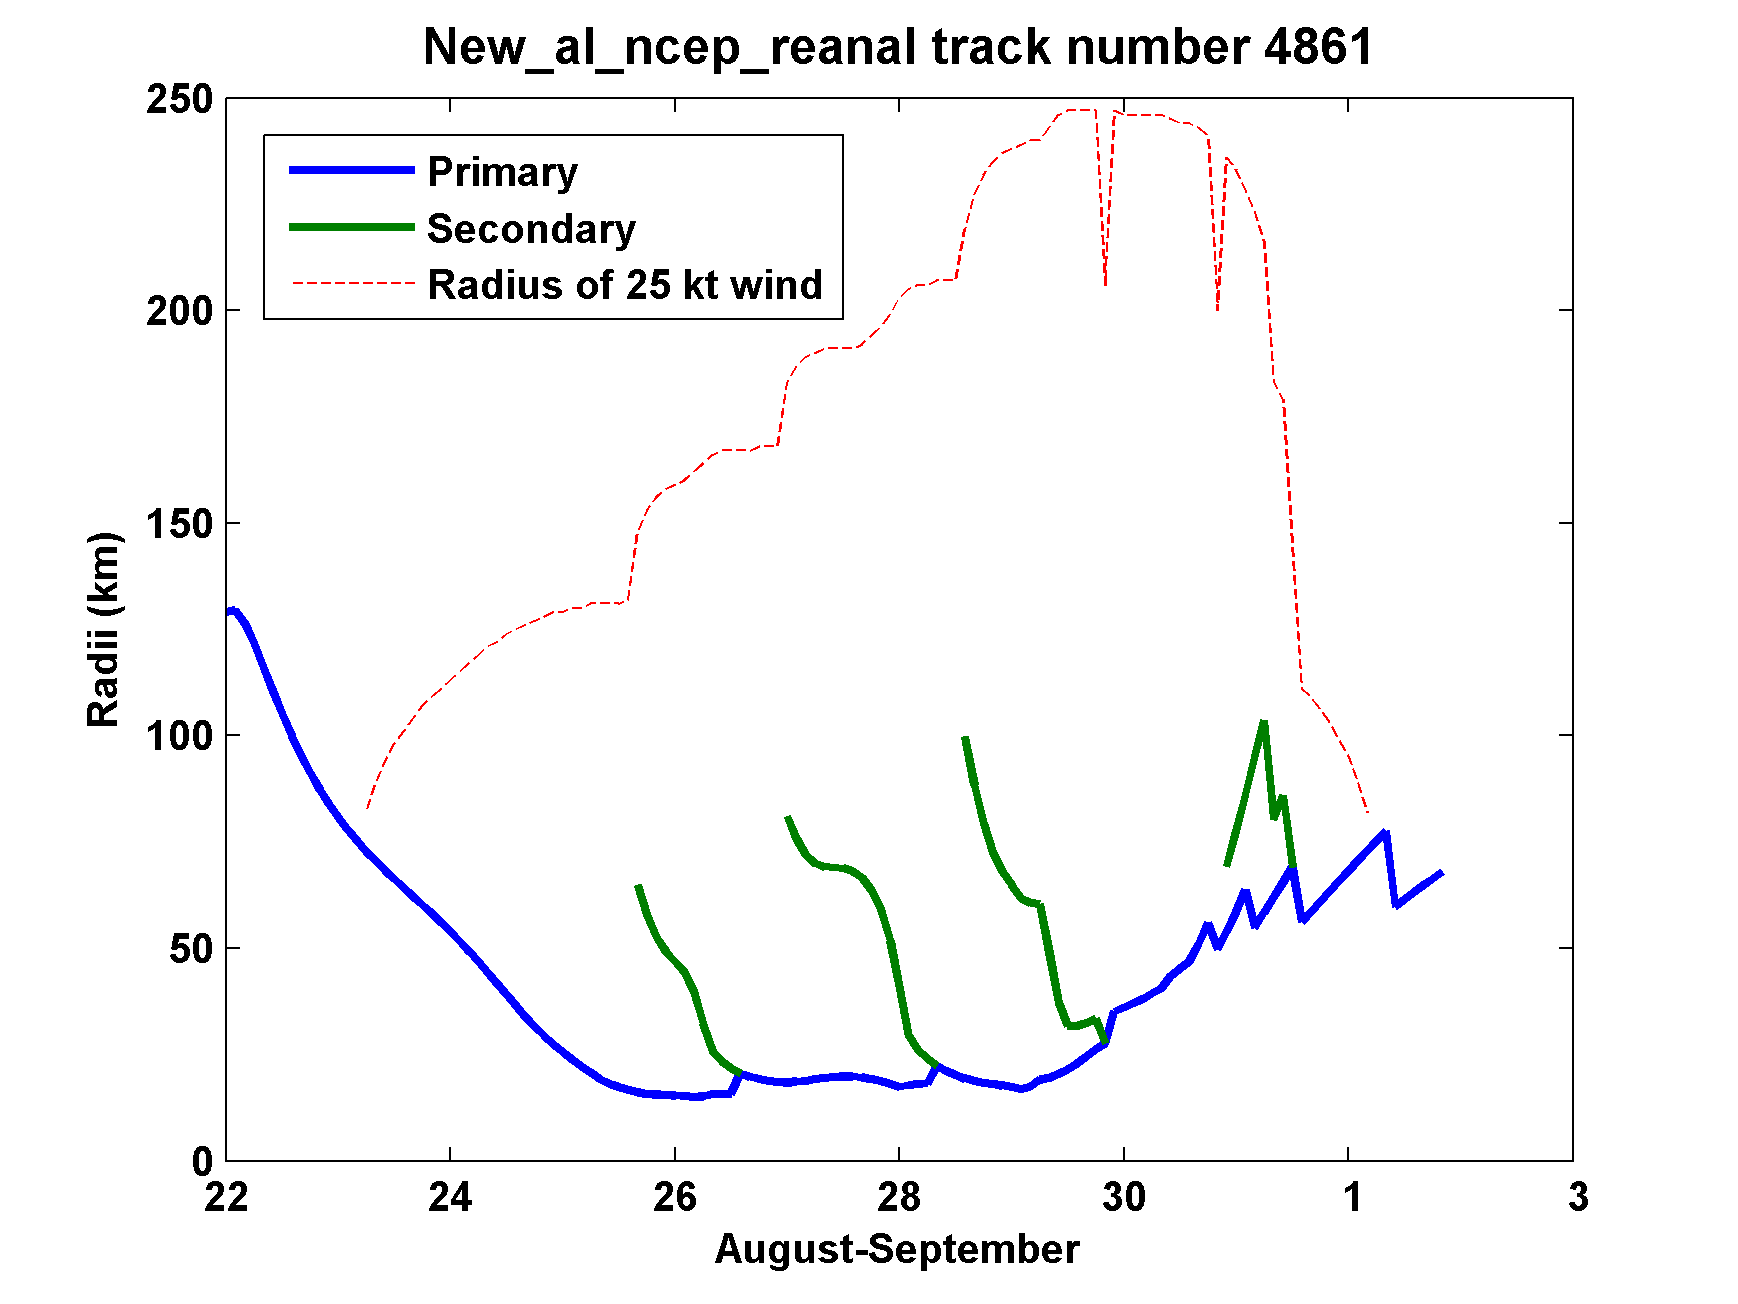 New_al_ncep_reanal track number 4861
250
200
150
100
50
0
Radii (km)
Primary
Secondary
Radius of 25 kt wind
22 24 26 28 30 1 3
August-September